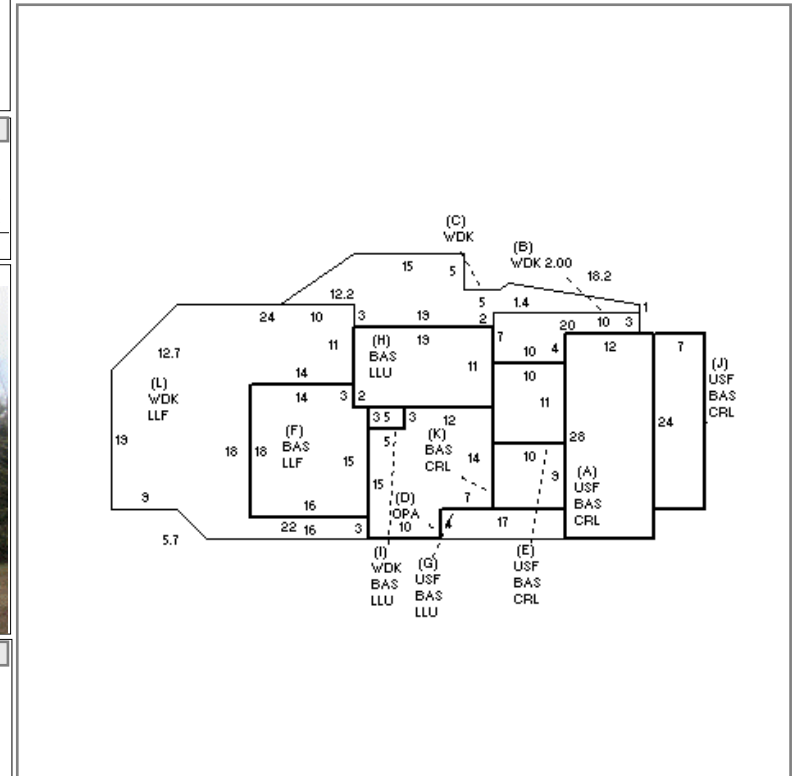 (C)
WDK
(B)
WDK 2.00
15
5
18.2
12.2
5
1.4
1
24
10
3
19
2
20
10
3
(H)
BAS
LLU
19
7
12
7
11
10
4
12.7
11
(J)
USF
BAS
CRL
14
10
(L)
WDK
LLF
14
3
2
3 5
3
12
11
24
19
18
18
(F)
BAS
LLF
5
(K)
BAS
CRL
28
15
14
10
9
(A)
USF
BAS
CRL
15
9
16
(D)
OPA
7
5.7
22
16
3
10
4
17
(I)
WDK
BAS
LLU
(G)
USF
BAS
LLU
(E)
USF
BAS
CRL